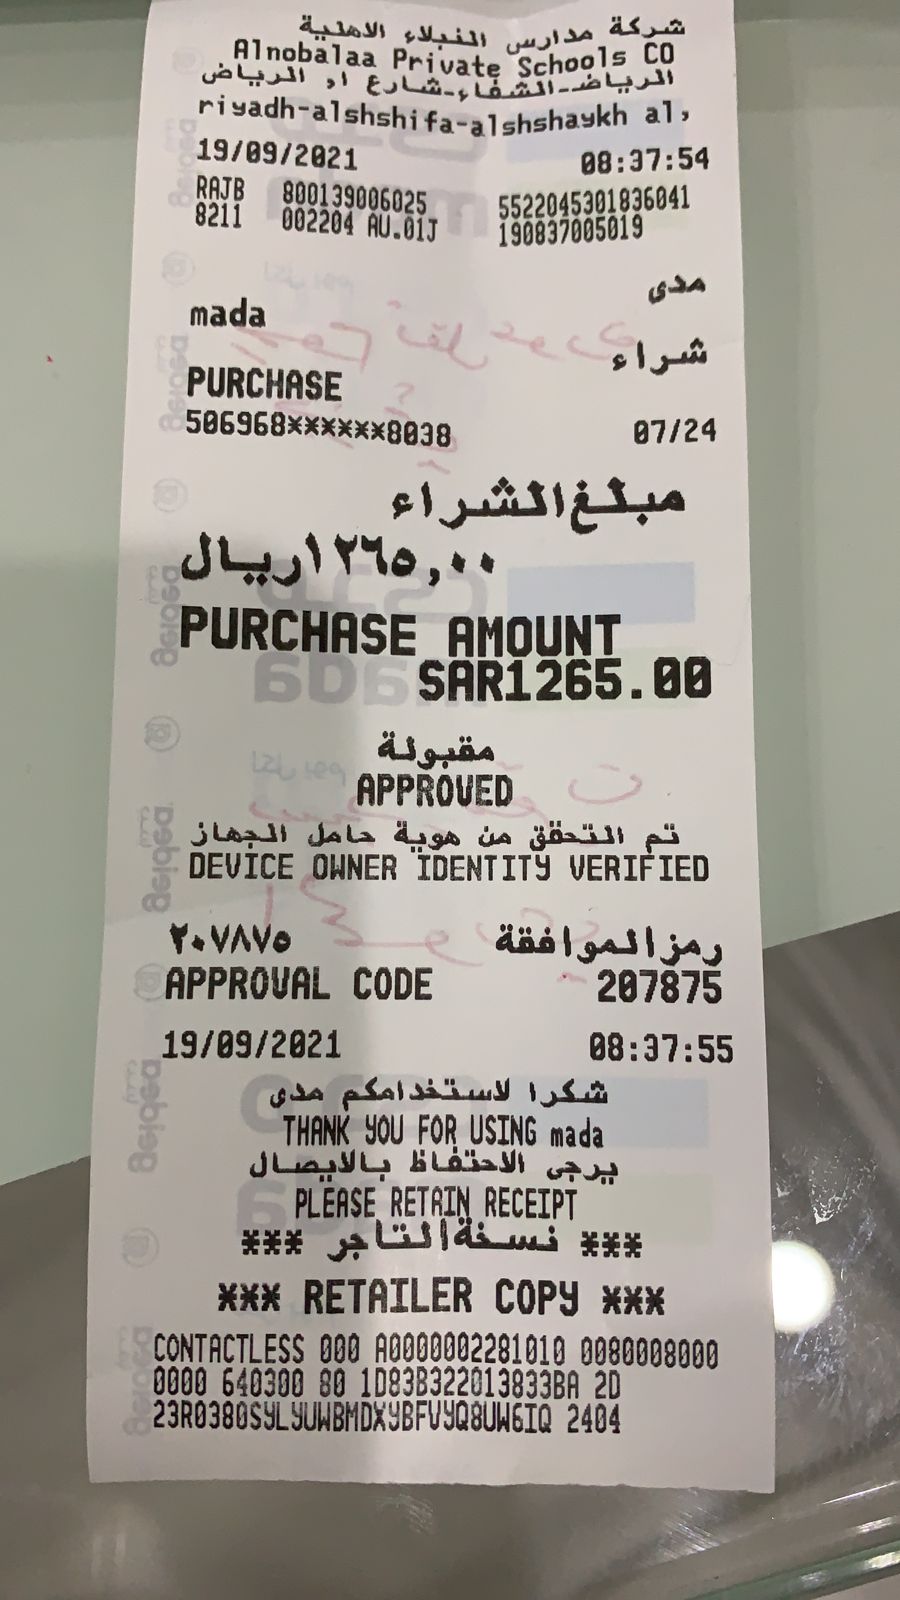 شركة مدارس النبلاء الاهلية
Alnobalaa Private Schools CO
الرياض-الشفاء-شارع ا, الرياض
riyadh-alshshifa-alshshaykh al,
19/09/2021 08:37:54
RAJB 800139006025 5522045301836041
8211 002204 AU.01J 190837005019
مدى
mada
شراء
PURCHASE
506968******8038 07/24
مبلغ الشراء
١٢٦٥,٠٠ ريال
PURCHASE AMOUNT
SAR1265.00
مقبولة
APPROVED
تم التحقق من هوية حامل الجهاز
DEVICE OWNER IDENTITY VERIFIED
رمز الموافقة ٢٠٧٨٧٥
APPROVAL CODE 207875
19/09/2021 08:37:55
شكرا لاستخدامكم مدى
THANK YOU FOR USING mada
يرجى الاحتفاظ بالايصال
PLEASE RETAIN RECEIPT
*** نسخة التاجر ***
*** RETAILER COPY ***
CONTACTLESS 000 A0000002281010 0080008000
0000 640300 80 1D83B322013833BA 2D
23R0380SYLYUWBMDXYBFVYQ8UW6IQ 2404